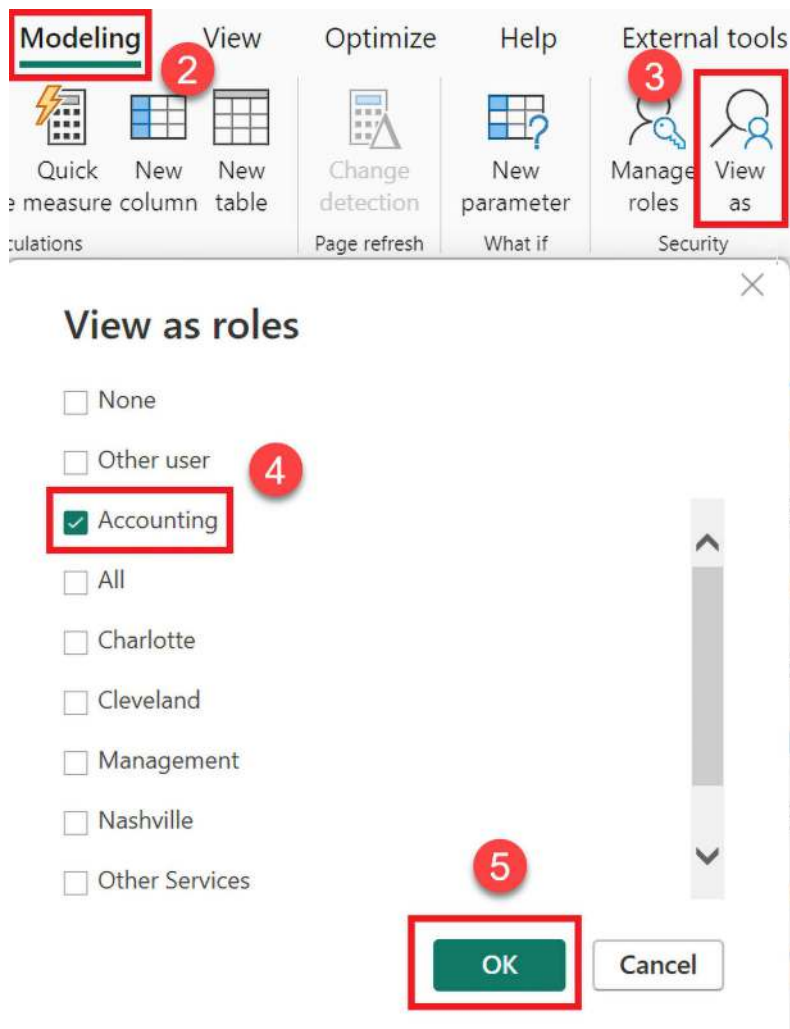 Modeling View Optimize Help External tools
2 3
Quick New New Change New Manage View
e measure column table detection parameter roles as
culations Page refresh What if Security
View as roles
None
Other user
4
Accounting
All
Charlotte
Cleveland
Management
Nashville
Other Services
5
OK Cancel